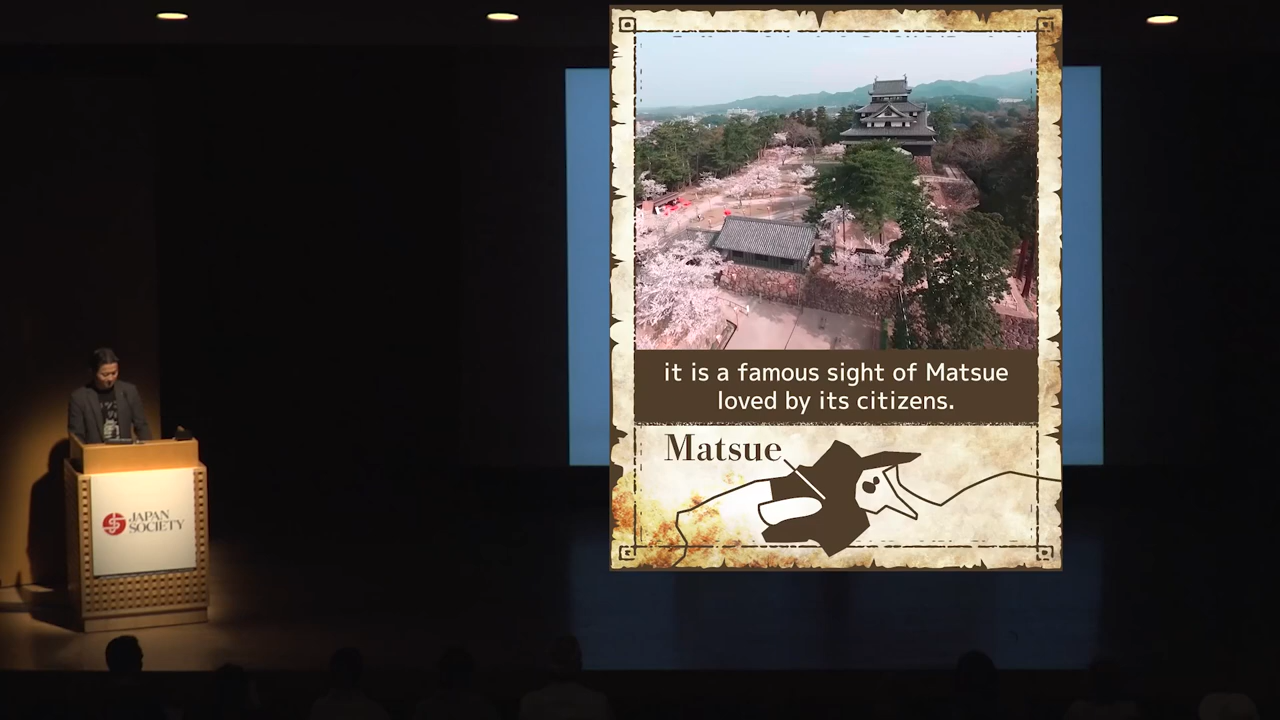 it is a famous sight of Matsue
loved by its citizens.
Matsue
JAPAN
SOCIETY